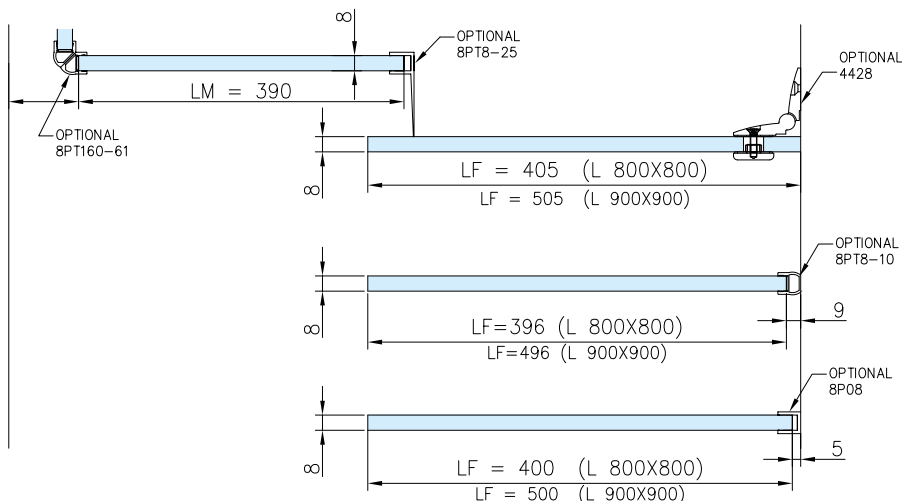 8
OPTIONAL
8PT8-25
OPTIONAL
4428
LM = 390
OPTIONAL
8PT160-61
8
LF = 405 (L 800X800)
LF = 505 (L 900X900)
OPTIONAL
8PT8-10
8
9
LF=396 (L 800X800)
LF=496 (L 900X900)
OPTIONAL
8P08
8
5
LF = 400 (L 800X800)
LF = 500 (L 900X900)